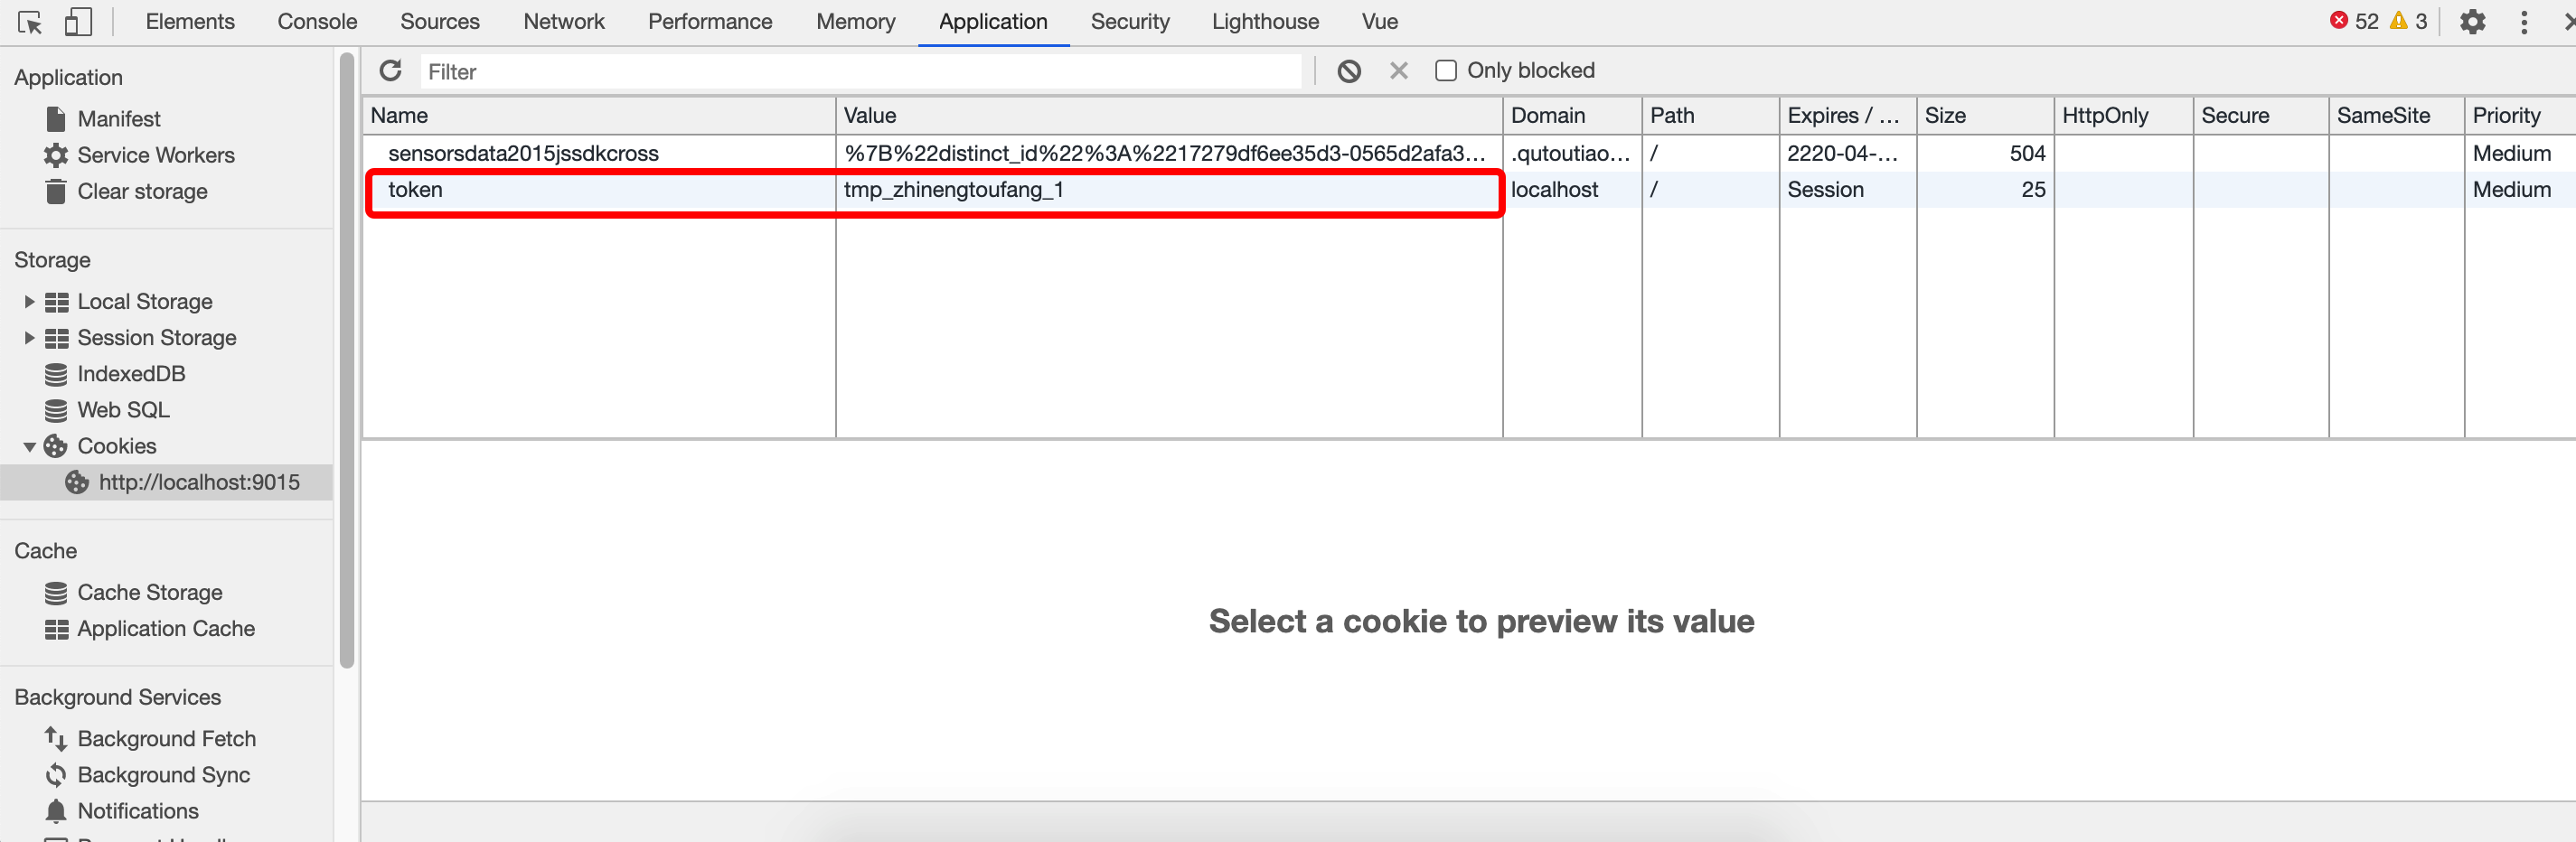 Elements Console Sources Network Performance Memory Application Security Lighthouse Vue 52 3
Filter Only blocked
Application
Manifest
Service Workers
Clear storage
Storage
Local Storage
Session Storage
IndexedDB
Web SQL
Cookies
http://localhost:9015
Cache
Cache Storage
Application Cache
Background Services
Background Fetch
Background Sync
Notifications
Name Value Domain Path Expires / ... Size HttpOnly Secure SameSite Priority
sensorsdata2015jssdkcross %7B%22distinct_id%22%3A%2217279df6ee35d3-0565d2afa3... .qutoutiao... / 2220-04-... 504 Medium
token tmp_zhinengtoufang_1 localhost / Session 25 Medium
Select a cookie to preview its value